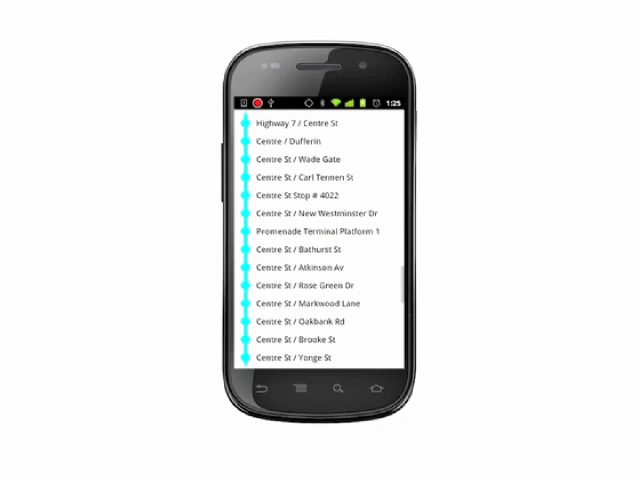 1:25
Highway 7 / Centre St
Centre / Dufferin
Centre St / Wade Gate
Centre St / Carl Tennen St
Centre St Stop # 4022
Centre St / New Westminster Dr
Promenade Terminal Platform 1
Centre St / Bathurst St
Centre St / Atkinson Av
Centre St / Rose Green Dr
Centre St / Markwood Lane
Centre St / Oakbank Rd
Centre St / Brooke St
Centre St / Yonge St